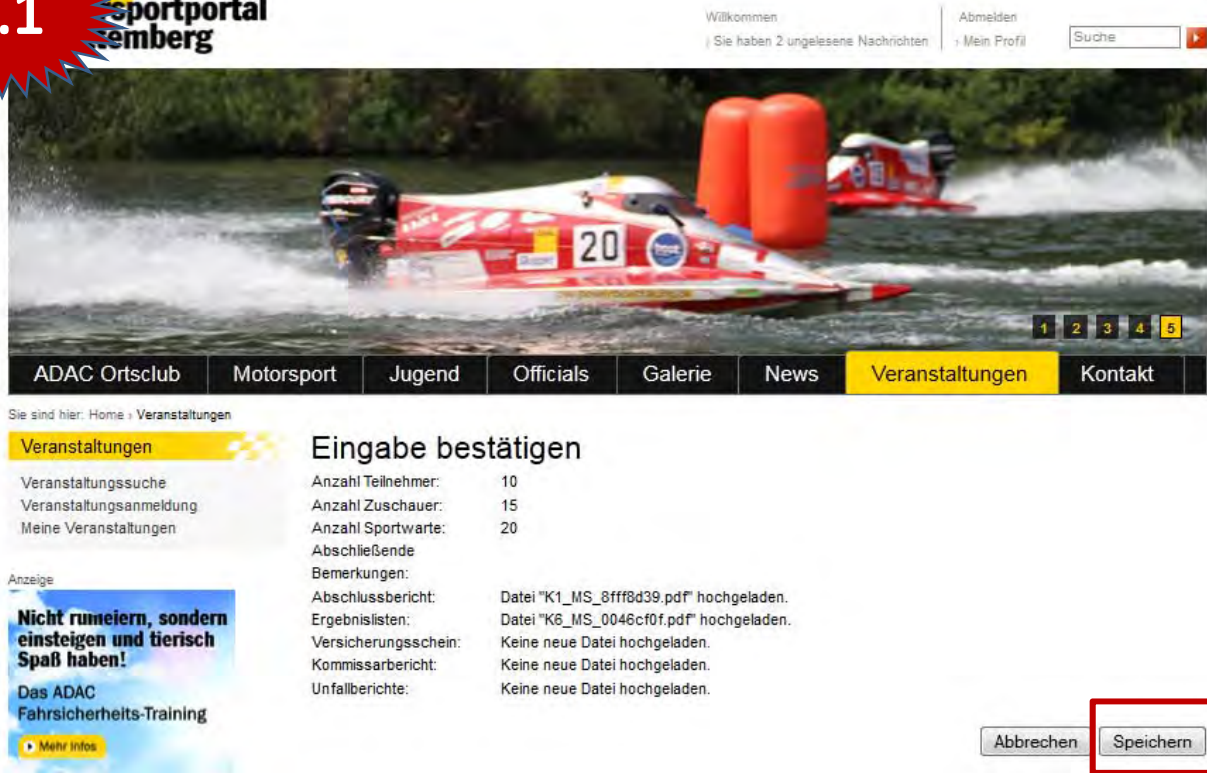 .1
sportportal
temberg
Willkommen
› Sie haben 2 ungelesene Nachrichten
Abmelden
› Mein Profil
Suche
20
1 2 3 4 5
ADAC Ortsclub Motorsport Jugend Officials Galerie News Veranstaltungen Kontakt
Sie sind hier: Home › Veranstaltungen
Veranstaltungen
Veranstaltungssuche
Veranstaltungsanmeldung
Meine Veranstaltungen
Anzeige
Nicht rumeiern, sondern
einsteigen und tierisch
Spaß haben!
Das ADAC
Fahrsicherheits-Training
Mehr Infos
Eingabe bestätigen
Anzahl Teilnehmer: 10
Anzahl Zuschauer: 15
Anzahl Sportwarte: 20
Abschließende
Bemerkungen:
Abschlussbericht: Datei "K1_MS_8fff8d39.pdf" hochgeladen.
Ergebnislisten: Datei "K6_MS_0046cf0f.pdf" hochgeladen.
Versicherungsschein: Keine neue Datei hochgeladen.
Kommissarbericht: Keine neue Datei hochgeladen.
Unfallberichte: Keine neue Datei hochgeladen.
Abbrechen Speichern